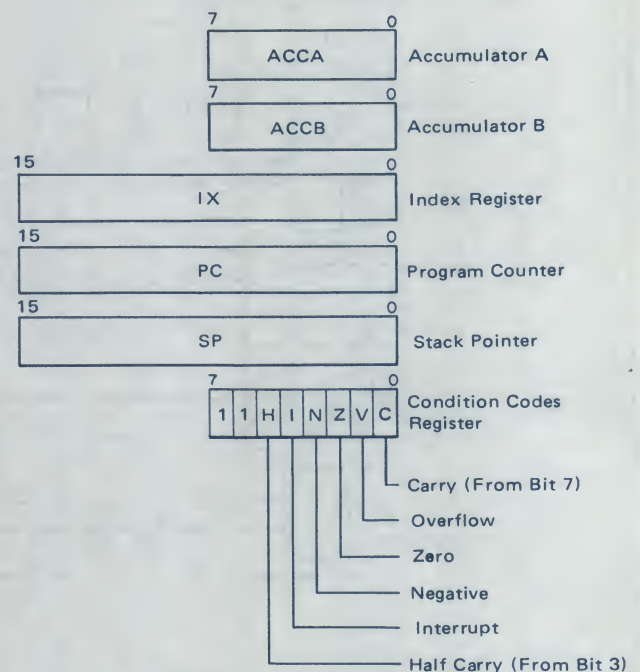 7 0
ACCA Accumulator A
7 0
ACCB Accumulator B
15 0
IX Index Register
15 0
PC Program Counter
15 0
SP Stack Pointer
7 0
1 1 H I N Z V C Condition Codes
Register
Carry (From Bit 7)
Overflow
Zero
Negative
Interrupt
Half Carry (From Bit 3)